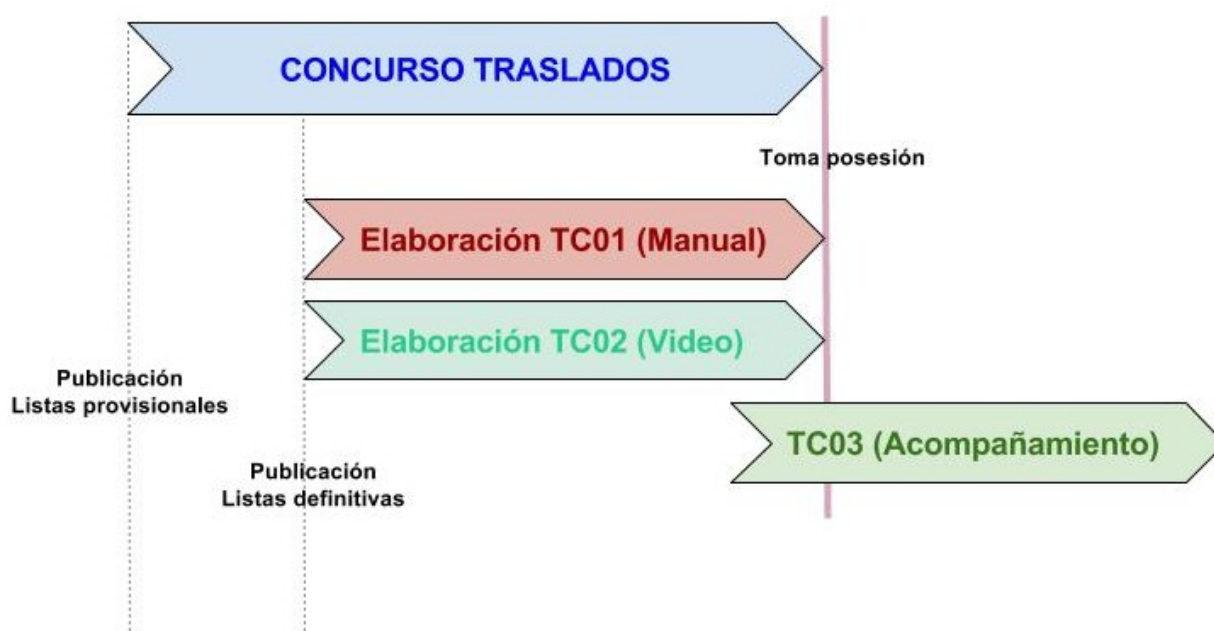 CONCURSO TRASLADOS
Toma posesión
Elaboración TC01 (Manual)
Elaboración TC02 (Video)
Publicación
Listas provisionales
TC03 (Acompañamiento)
Publicación
Listas definitivas